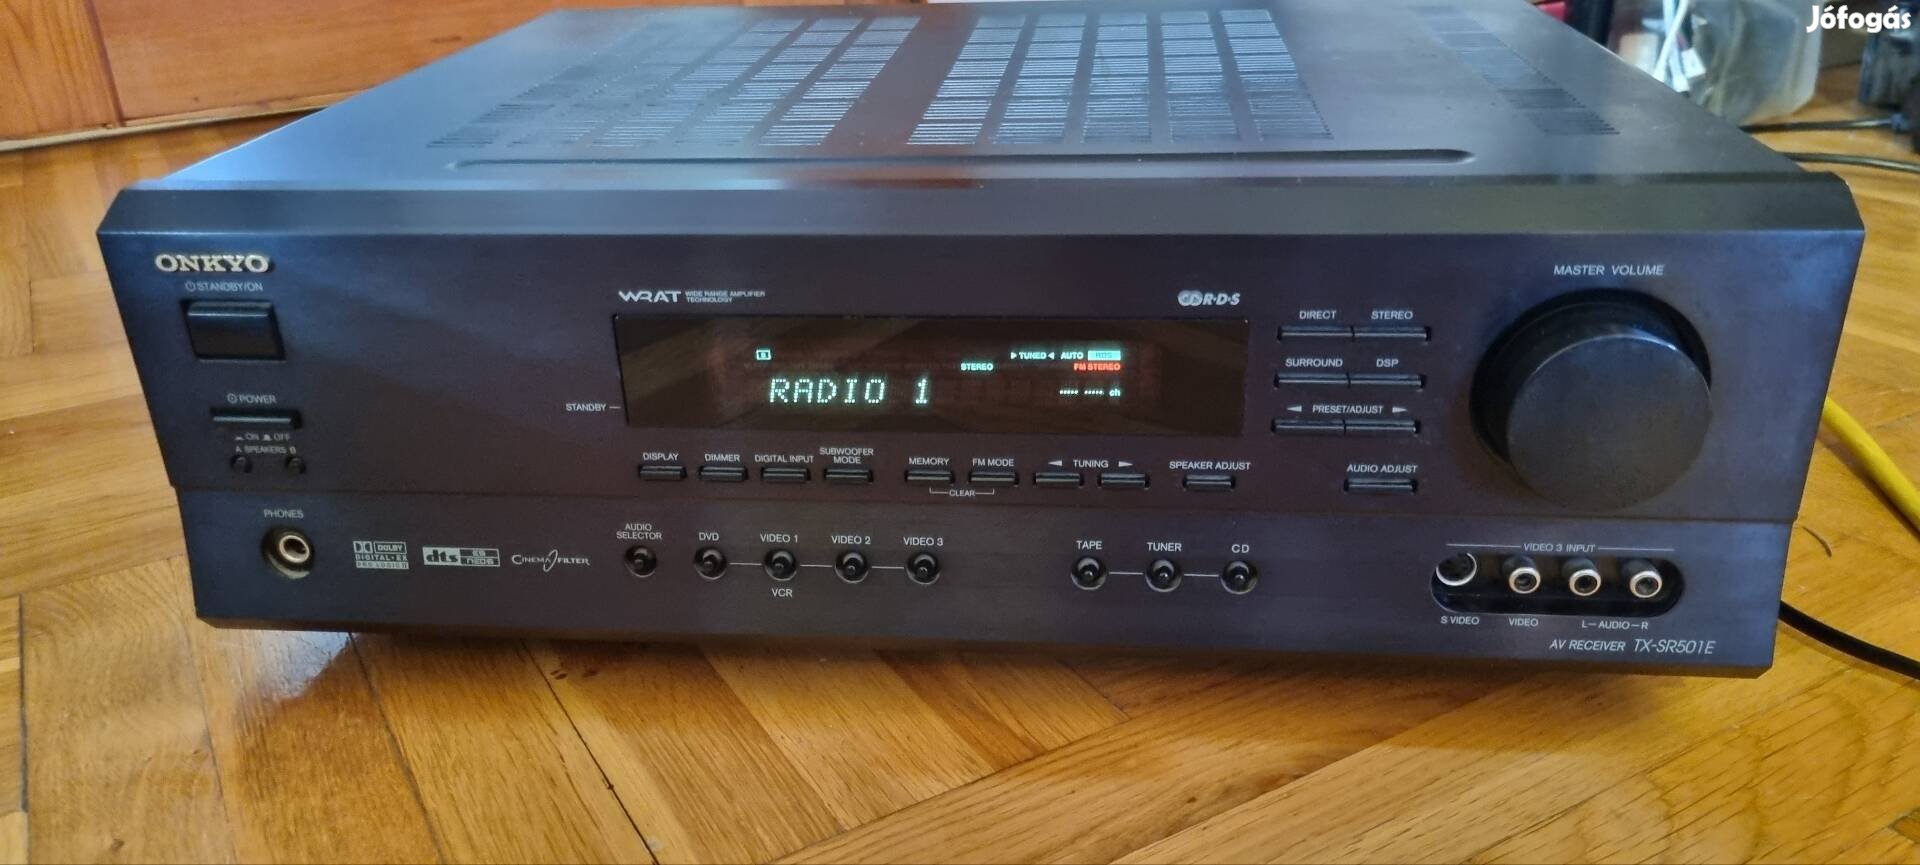 Jófogás
ONKYO
STANDBY/ON
MASTER VOLUME
WRAT WIDE RANGE AMPLIFIER TECHNOLOGY
R·D·S
DIRECT STEREO
SURROUND DSP
PRESET/ADJUST
AUDIO ADJUST
TUNED AUTO RDS
STEREO FM STEREO
RADIO 1
ch
STANDBY
POWER
ON OFF
A SPEAKERS B
DISPLAY DIMMER DIGITAL INPUT SUBWOOFER MODE MEMORY FM MODE TUNING SPEAKER ADJUST
CLEAR
PHONES
DOLBY
DIGITAL·EX
PRO LOGIC II
dts ES
NEO:6
CINEMA FILTER
AUDIO SELECTOR DVD VIDEO 1 VIDEO 2 VIDEO 3 TAPE TUNER CD
VCR
VIDEO 3 INPUT
S VIDEO VIDEO L—AUDIO—R
AV RECEIVER TX-SR501E